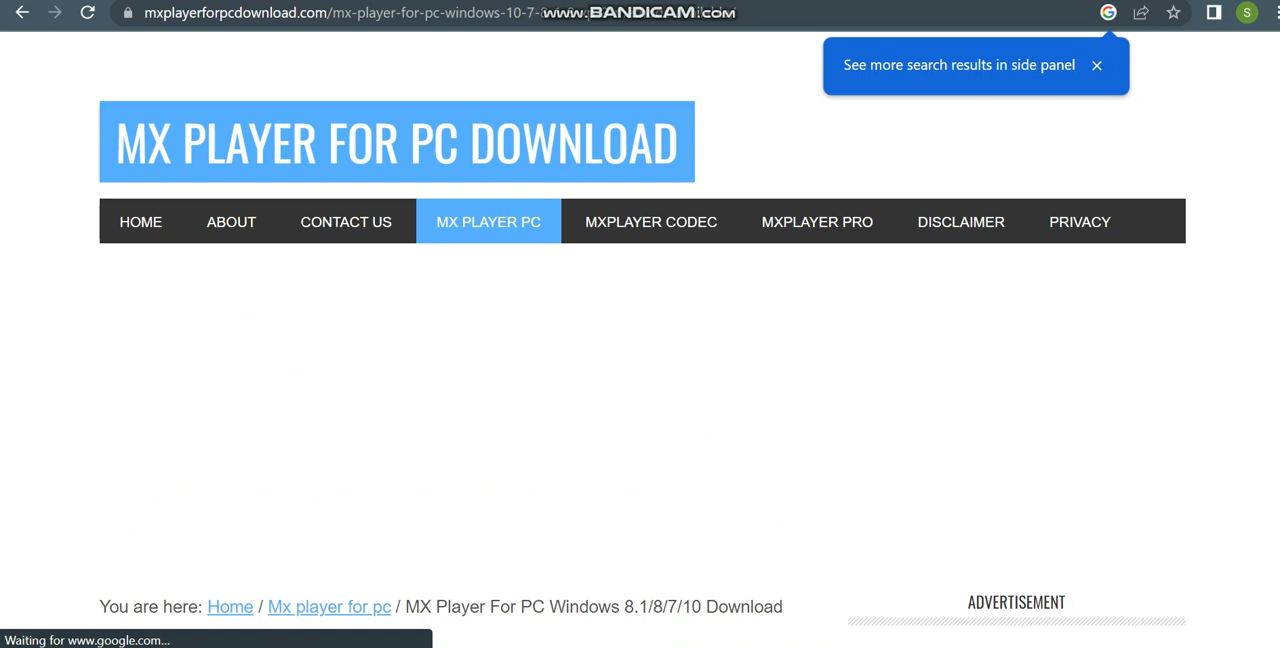 mxplayerforpcdownload.com/mx-player-for-pc-windows-10-7-8
www.BANDICAM.com
S
See more search results in side panel
MX PLAYER FOR PC DOWNLOAD
HOME ABOUT CONTACT US MX PLAYER PC MXPLAYER CODEC MXPLAYER PRO DISCLAIMER PRIVACY
You are here: Home / Mx player for pc / MX Player For PC Windows 8.1/8/7/10 Download
ADVERTISEMENT
Waiting for www.google.com...